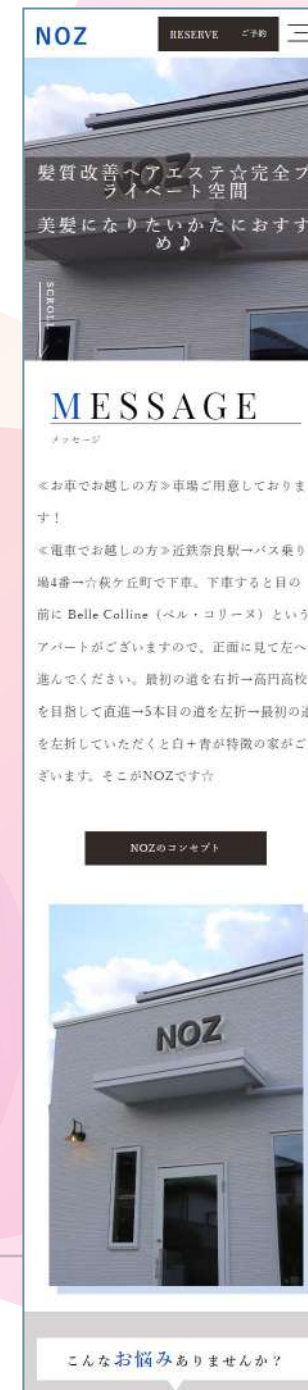 NOZ
RESERVE ご予約
NOZ
髪質改善ヘアエステ☆完全プ
ライベート空間
美髪になりたいかたにおすす
め♪
SCROLL
MESSAGE
メッセージ
≪お車でお越しの方≫車場ご用意しておりま
す！
≪電車でお越しの方≫近鉄奈良駅→バス乗り
場4番→☆萩ケ丘町で下車。下車すると目の
前に Belle Colline（ベル・コリーヌ）という
アパートがございますので、正面に見て左へ
進んでください。最初の道を右折→高円高校
を目指して直進→5本目の道を左折→最初の道
を左折していただくと白＋青が特徴の家がご
ざいます。そこがNOZです☆
NOZのコンセプト
NOZ
こんなお悩みありませんか？